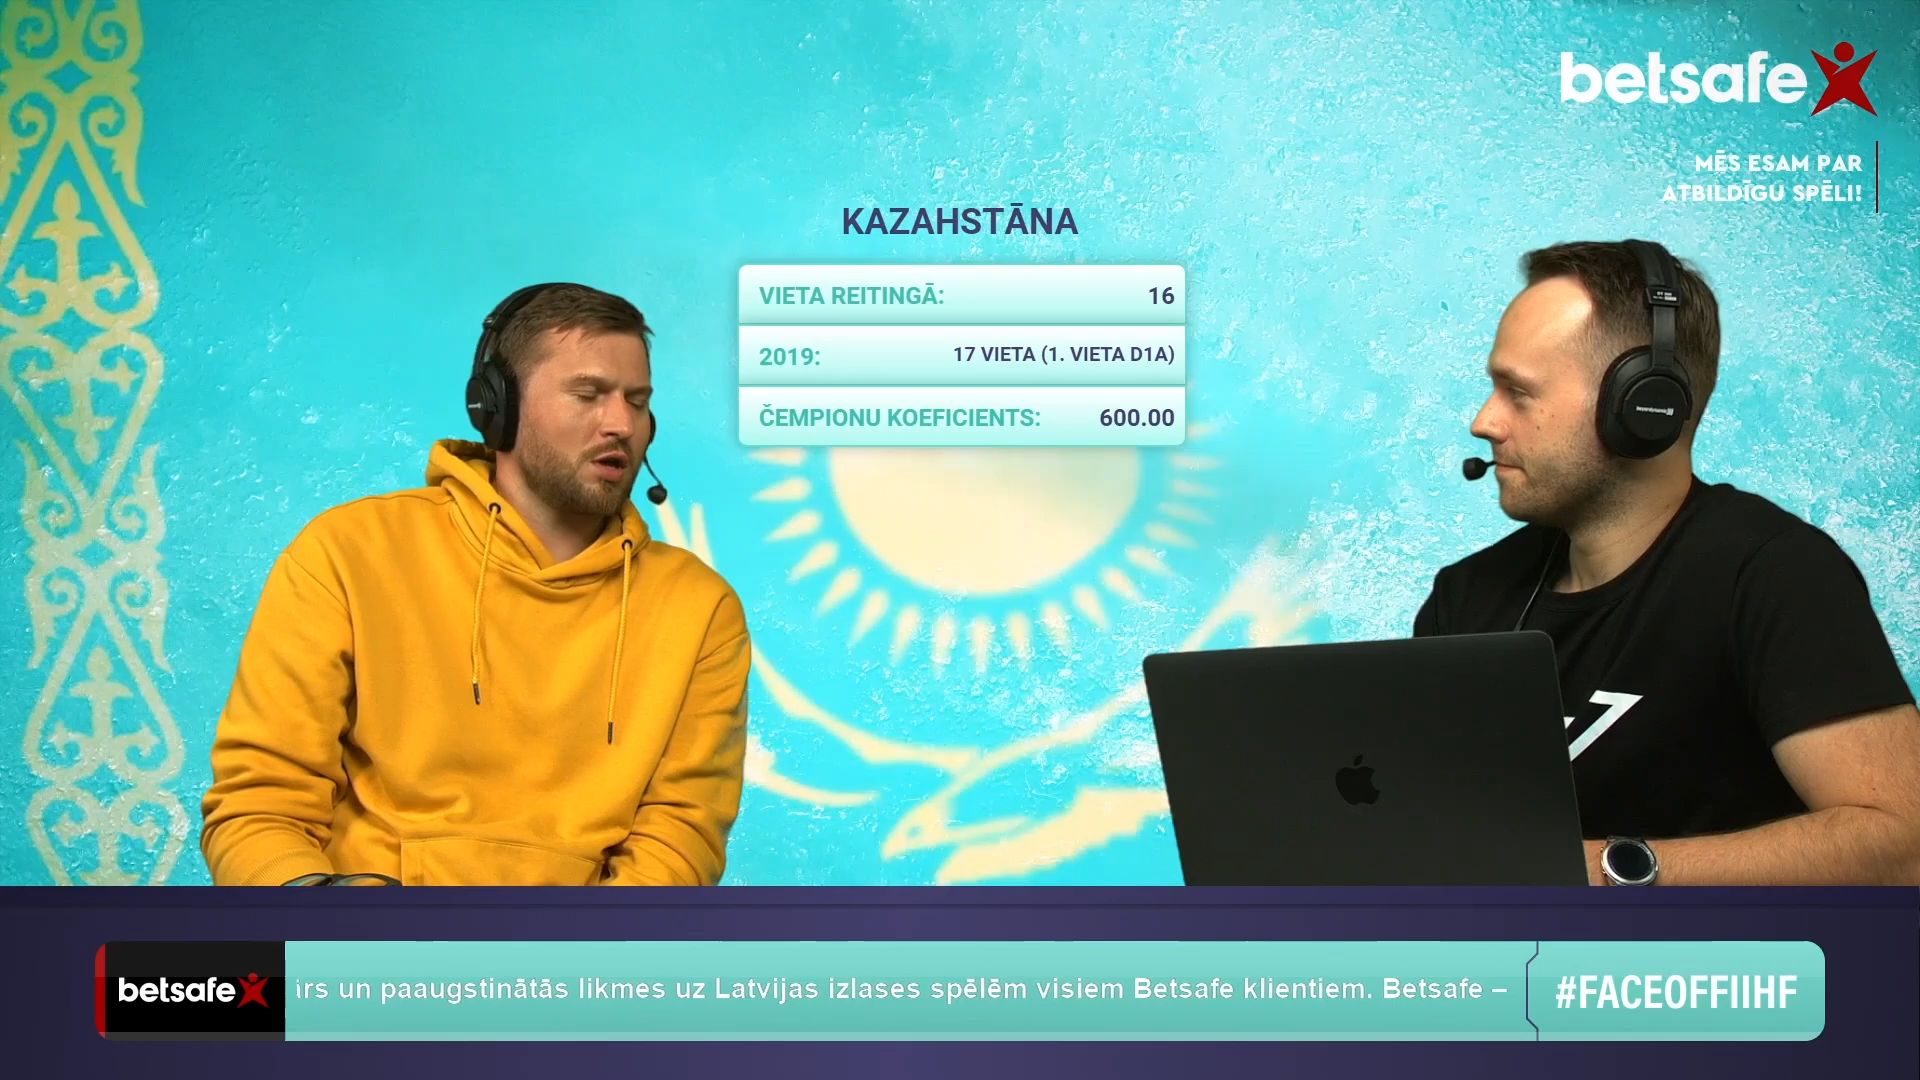 betsafe
MĒS ESAM PAR
ATBILDĪGU SPĒLI!
KAZAHSTĀNA
VIETA REITINGĀ: 16
2019: 17 VIETA (1. VIETA D1A)
ČEMPIONU KOEFICIENTS: 600.00
betsafe
un paaugstinātās likmes uz Latvijas izlases spēlēm visiem Betsafe klientiem. Betsafe –
#FACEOFFIIHF